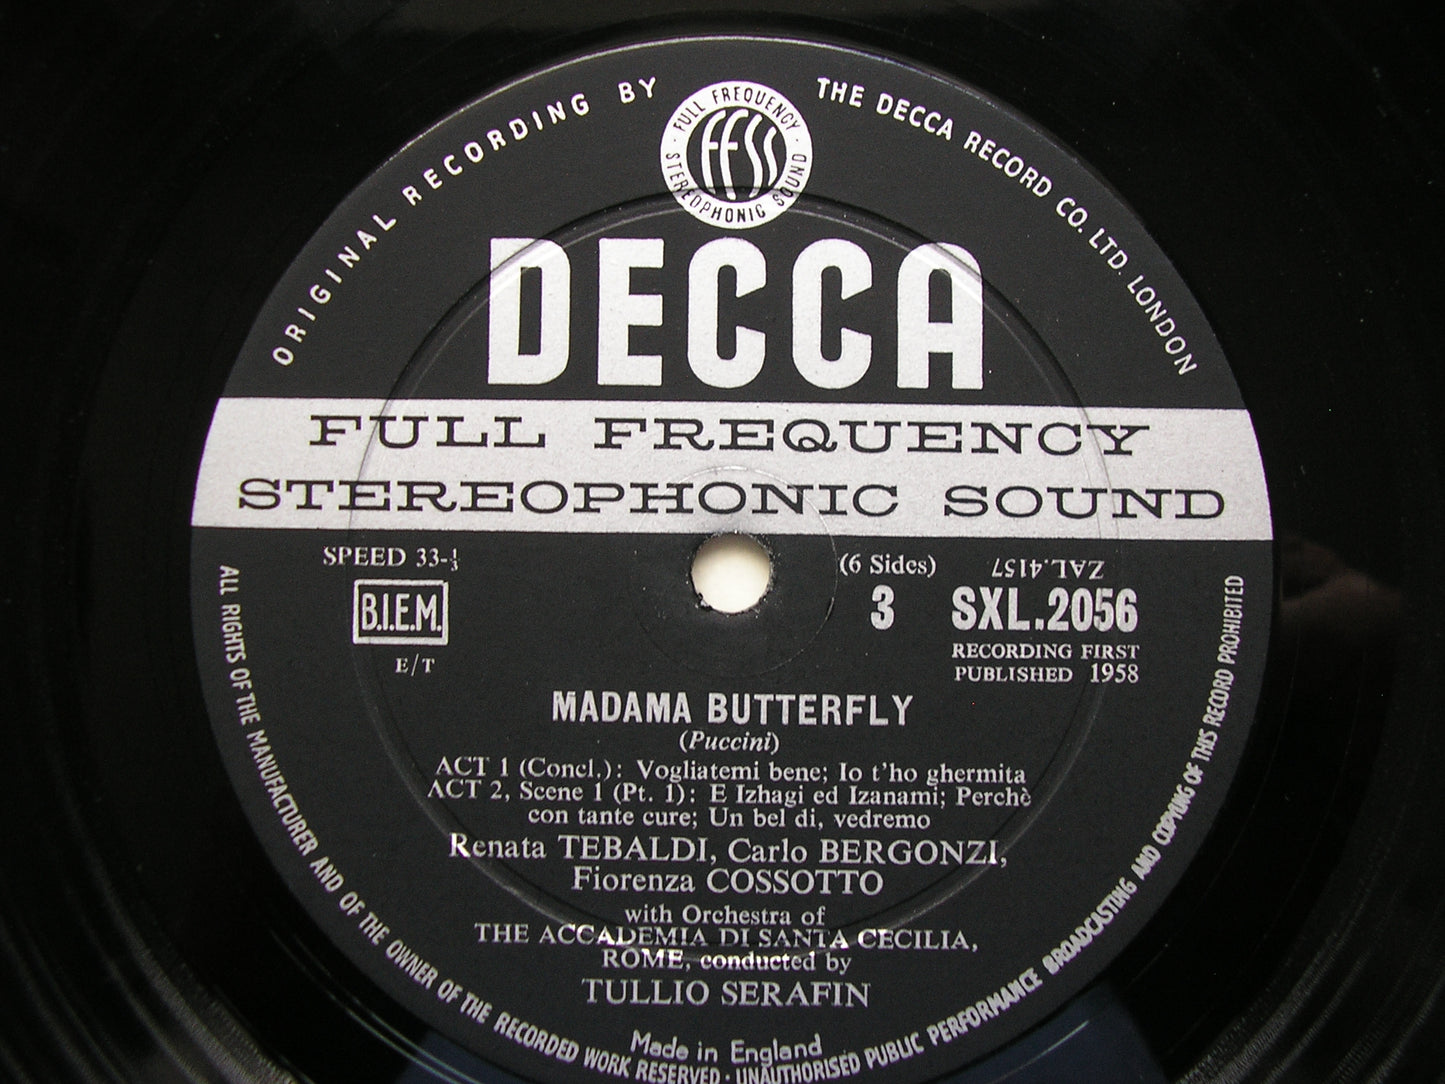 ORIGINAL RECORDING BY
THE DECCA RECORD CO. LTD. LONDON
FULL FREQUENCY
STEREOPHONIC SOUND
FFSS
DECCA
FULL FREQUENCY
STEREOPHONIC SOUND
SPEED 33-⅓
B.I.E.M.
E/T
(6 Sides)
3
ZAL.4157
SXL.2056
RECORDING FIRST
PUBLISHED 1958
MADAMA BUTTERFLY
(Puccini)
ACT 1 (Concl.): Vogliatemi bene; Io t'ho ghermita
ACT 2, Scene 1 (Pt. 1): E Izhagi ed Izanami; Perchè
con tante cure; Un bel di, vedremo
Renata TEBALDI, Carlo BERGONZI,
Fiorenza COSSOTTO
with Orchestra of
THE ACCADEMIA DI SANTA CECILIA,
ROME, conducted by
TULLIO SERAFIN
Made in England
ALL RIGHTS OF THE MANUFACTURER AND OF THE OWNER OF THE RECORDED WORK RESERVED · UNAUTHORISED PUBLIC PERFORMANCE BROADCASTING AND COPYING OF THIS RECORD PROHIBITED